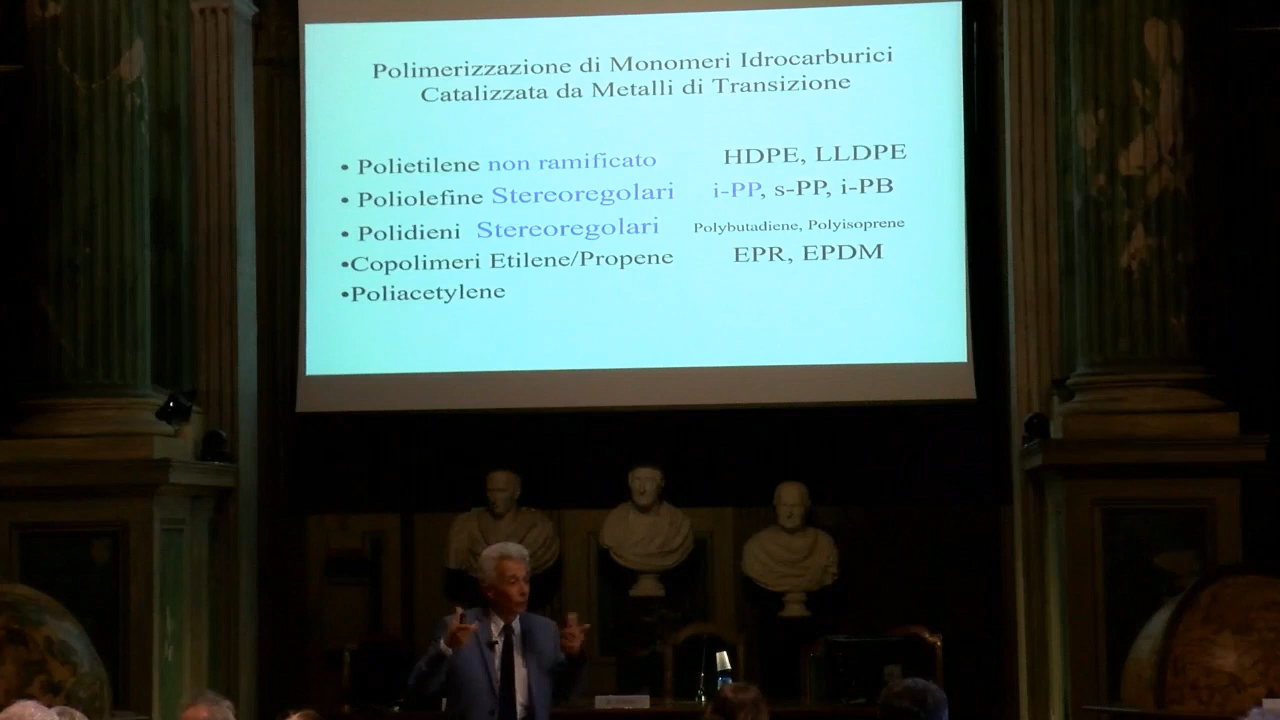 Polimerizzazione di Monomeri Idrocarburici
Catalizzata da Metalli di Transizione
• Polietilene non ramificato HDPE, LLDPE
• Poliolefine Stereoregolari i-PP, s-PP, i-PB
• Polidieni Stereoregolari Polybutadiene, Polyisoprene
•Copolimeri Etilene/Propene EPR, EPDM
•Poliacetylene